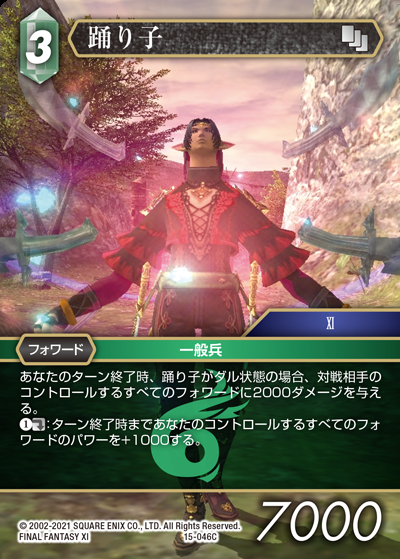 3
踊り子
XI
フォワード
一般兵
あなたのターン終了時、踊り子がダル状態の場合、対戦相手の
コントロールするすべてのフォワードに2000ダメージを与え
る。
❶:ターン終了時まであなたのコントロールするすべてのフォ
ワードのパワーを+1000する。
© 2002-2021 SQUARE ENIX CO., LTD. All Rights Reserved.
FINAL FANTASY XI
15-046C
7000